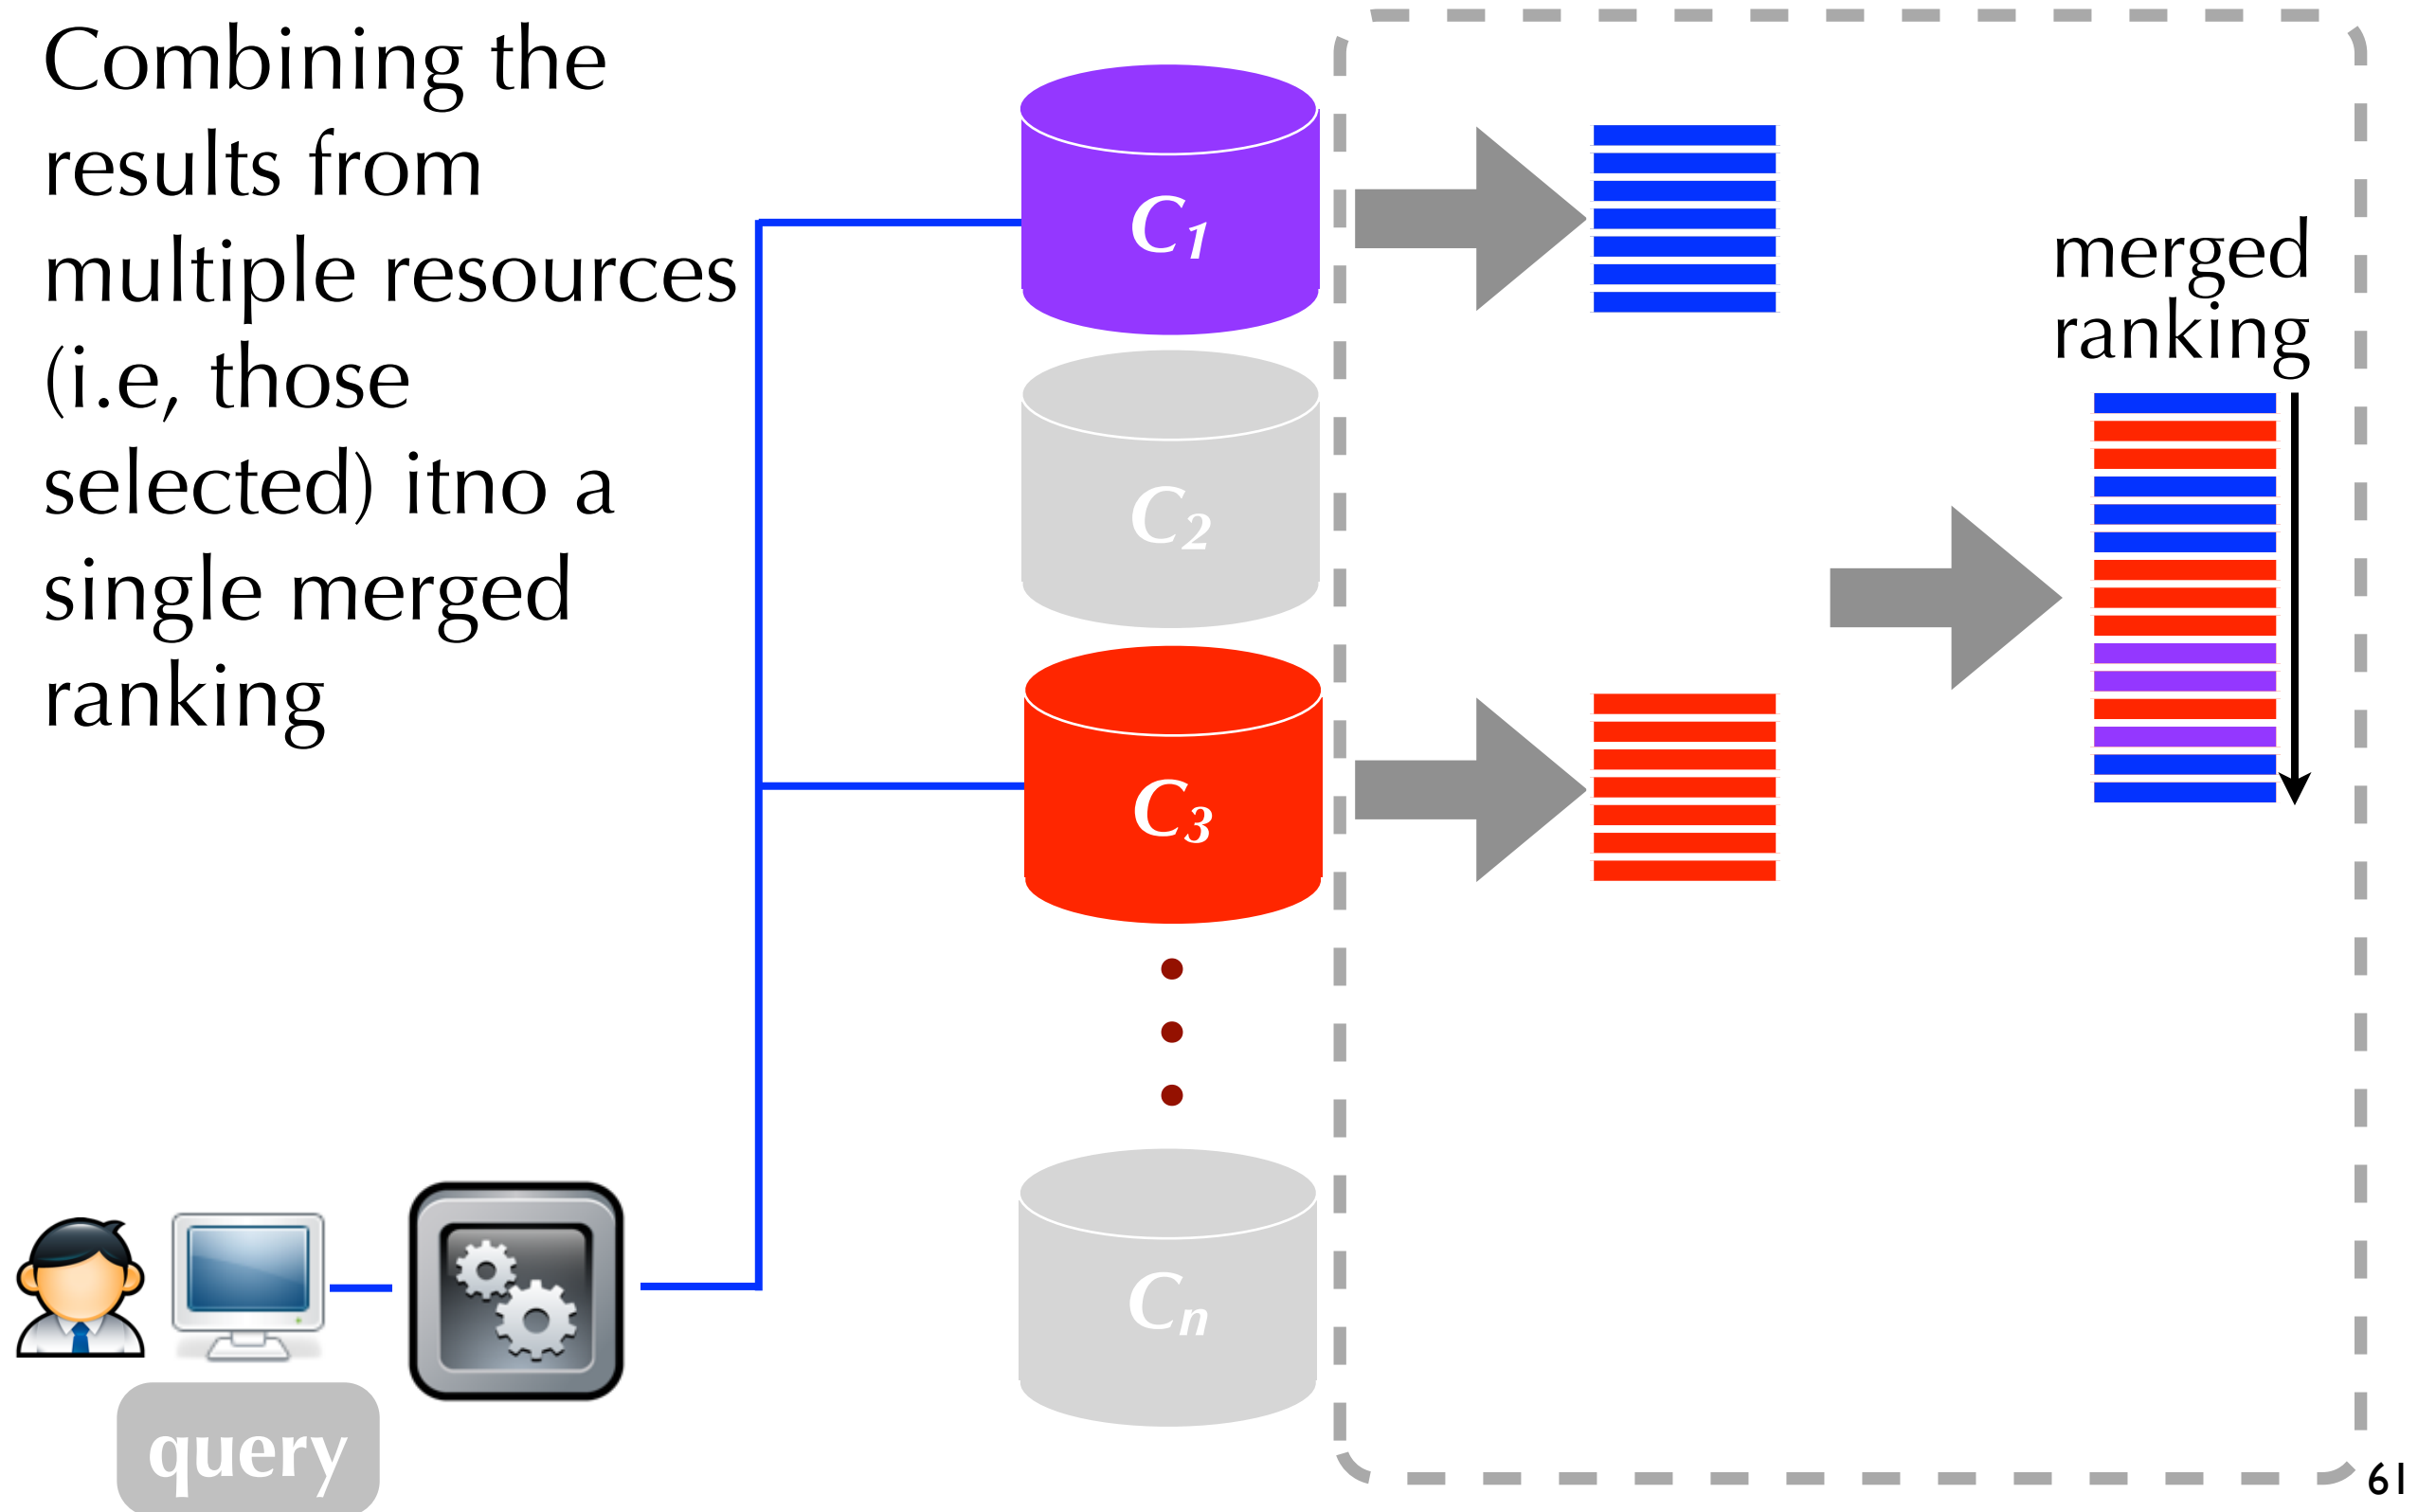 Combining the
results from
multiple resources
(i.e, those
selected) itno a
single merged
ranking
C1
C2
C3
Cn
merged
ranking
query
61